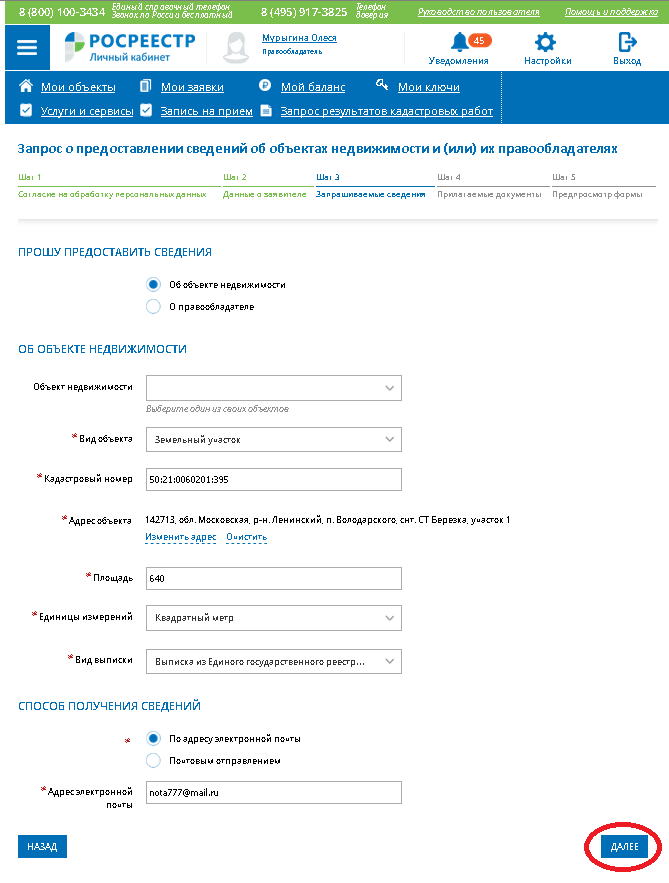 8 (800) 100-3434 Единый справочный телефон
Звонок по России бесплатный
8 (495) 917-3825 Телефон
доверия
Руководство пользователя
Помощь и поддержка
РОСРЕЕСТР
Личный кабинет
Мурыгина Олеся
Правообладатель
45
Уведомления
Настройки
Выход
Мои объекты
Мои заявки
Мой баланс
Мои ключи
Услуги и сервисы
Запись на прием
Запрос результатов кадастровых работ
Запрос о предоставлении сведений об объектах недвижимости и (или) их правообладателях
Шаг 1
Шаг 2
Шаг 3
Шаг 4
Шаг 5
Согласие на обработку персональных данных
Данные о заявителе
Запрашиваемые сведения
Прилагаемые документы
Предпросмотр формы
ПРОШУ ПРЕДОСТАВИТЬ СВЕДЕНИЯ
Об объекте недвижимости
О правообладателе
ОБ ОБЪЕКТЕ НЕДВИЖИМОСТИ
Объект недвижимости
Выберите один из своих объектов
* Вид объекта
Земельный участок
* Кадастровый номер
50:21:0060201:395
* Адрес объекта
142713, обл. Московская, р-н. Ленинский, п. Володарского, снт. СТ Березка, участок 1
Изменить адрес
Очистить
* Площадь
640
* Единицы измерений
Квадратный метр
* Вид выписки
Выписка из Единого государственного реестр...
СПОСОБ ПОЛУЧЕНИЯ СВЕДЕНИЙ
*
По адресу электронной почты
Почтовым отправлением
* Адрес электронной
почты
nota777@mail.ru
НАЗАД
ДАЛЕЕ